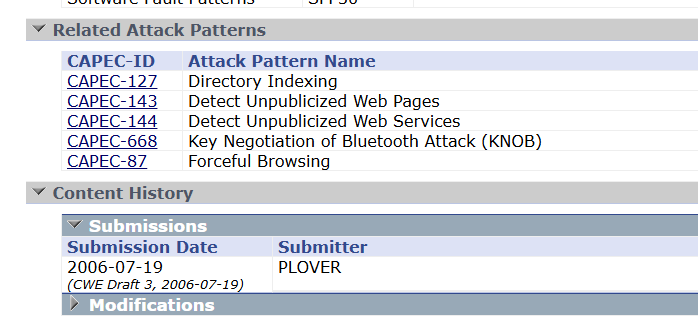 Software Fault Patterns SFP36
Related Attack Patterns
CAPEC-ID Attack Pattern Name
CAPEC-127 Directory Indexing
CAPEC-143 Detect Unpublicized Web Pages
CAPEC-144 Detect Unpublicized Web Services
CAPEC-668 Key Negotiation of Bluetooth Attack (KNOB)
CAPEC-87 Forceful Browsing
Content History
Submissions
Submission Date Submitter
2006-07-19 PLOVER
(CWE Draft 3, 2006-07-19)
Modifications